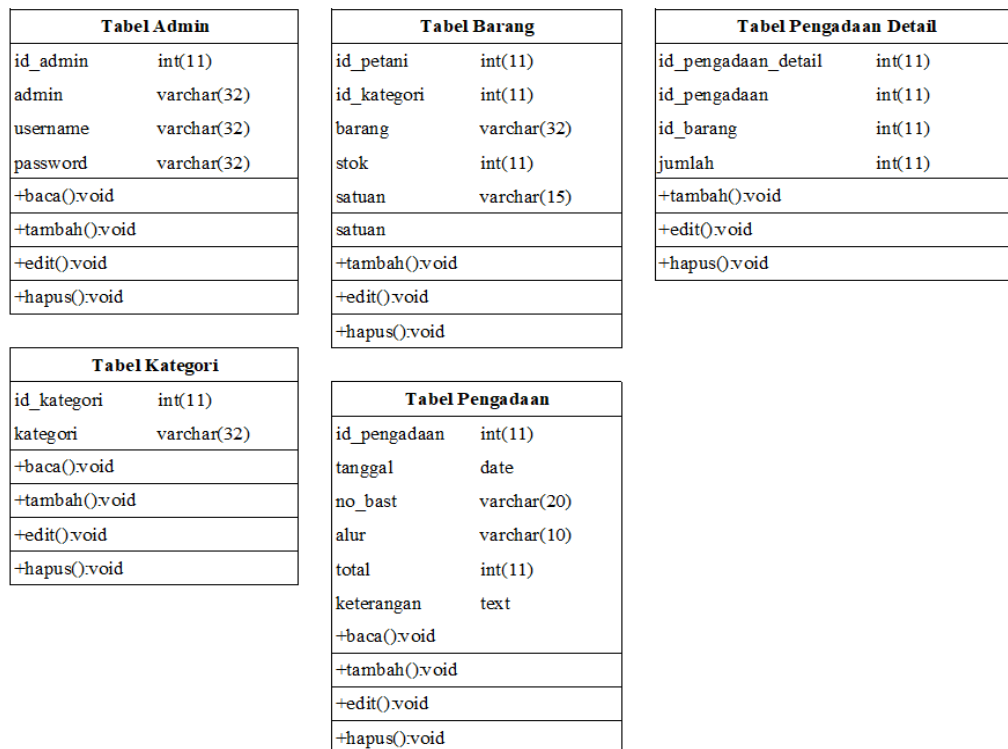 Tabel Admin
id_admin int(11)
admin varchar(32)
username varchar(32)
password varchar(32)
+baca():void
+tambah():void
+edit():void
+hapus():void
Tabel Kategori
id_kategori int(11)
kategori varchar(32)
+baca():void
+tambah():void
+edit():void
+hapus():void
Tabel Barang
id_petani int(11)
id_kategori int(11)
barang varchar(32)
stok int(11)
satuan varchar(15)
satuan
+tambah():void
+edit():void
+hapus():void
Tabel Pengadaan
id_pengadaan int(11)
tanggal date
no_bast varchar(20)
alur varchar(10)
total int(11)
keterangan text
+baca():void
+tambah():void
+edit():void
+hapus():void
Tabel Pengadaan Detail
id_pengadaan_detail int(11)
id_pengadaan int(11)
id_barang int(11)
jumlah int(11)
+tambah():void
+edit():void
+hapus():void